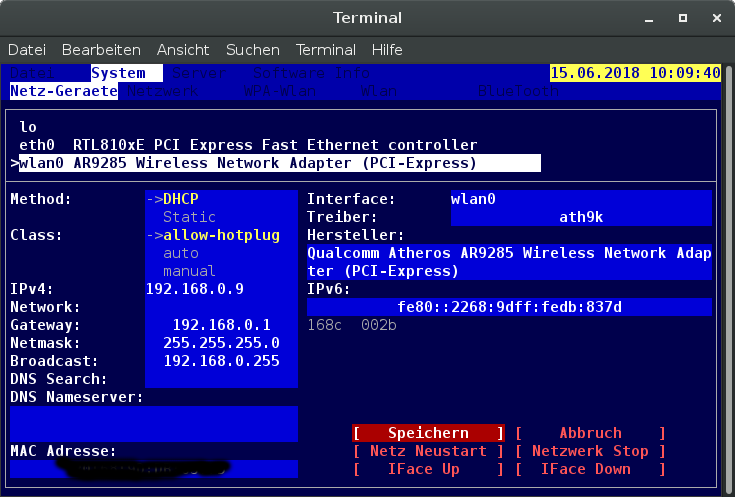 Terminal
Datei Bearbeiten Ansicht Suchen Terminal Hilfe
Datei System Server Software Info 15.06.2018 10:09:40
Netz-Geraete Netzwerk WPA-Wlan Wlan Bluetooth
lo
eth0 RTL810xE PCI Express Fast Ethernet controller
>wlan0 AR9285 Wireless Network Adapter (PCI-Express)
Method: ->DHCP Interface: wlan0
Static Treiber: ath9k
Class: ->allow-hotplug Hersteller:
auto Qualcomm Atheros AR9285 Wireless Network Adap
manual ter (PCI-Express)
IPv4: 192.168.0.9 IPv6:
Network: fe80::2268:9dff:fedb:837d
Gateway: 192.168.0.1 168c 002b
Netmask: 255.255.255.0
Broadcast: 192.168.0.255
DNS Search:
DNS Nameserver:
[ Speichern ] [ Abbruch ]
MAC Adresse: [ Netz Neustart ] [ Netzwerk Stop ]
[ IFace Up ] [ IFace Down ]